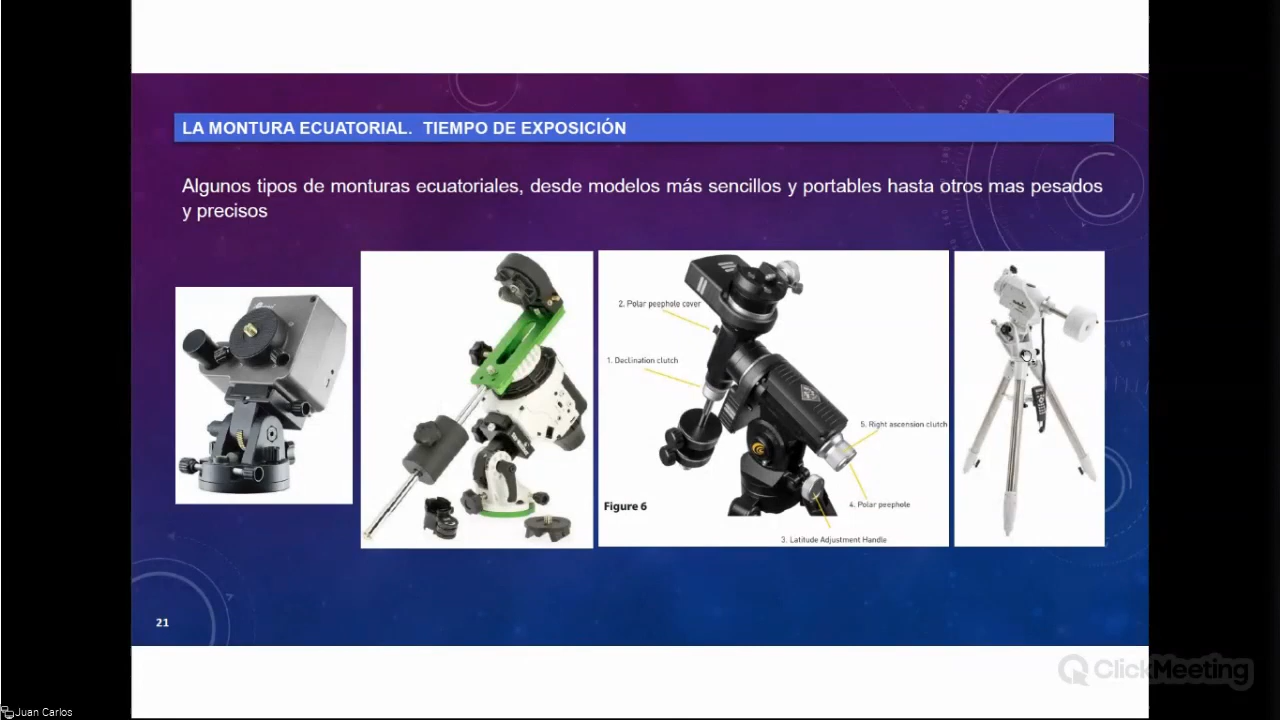 LA MONTURA ECUATORIAL. TIEMPO DE EXPOSICIÓN
Algunos tipos de monturas ecuatoriales, desde modelos más sencillos y portables hasta otros mas pesados
y precisos
2. Polar peephole cover
1. Declination clutch
5. Right ascension clutch
4. Polar peephole
Figure 6
3. Latitude Adjustment Handle
21
ClickMeeting
Juan Carlos